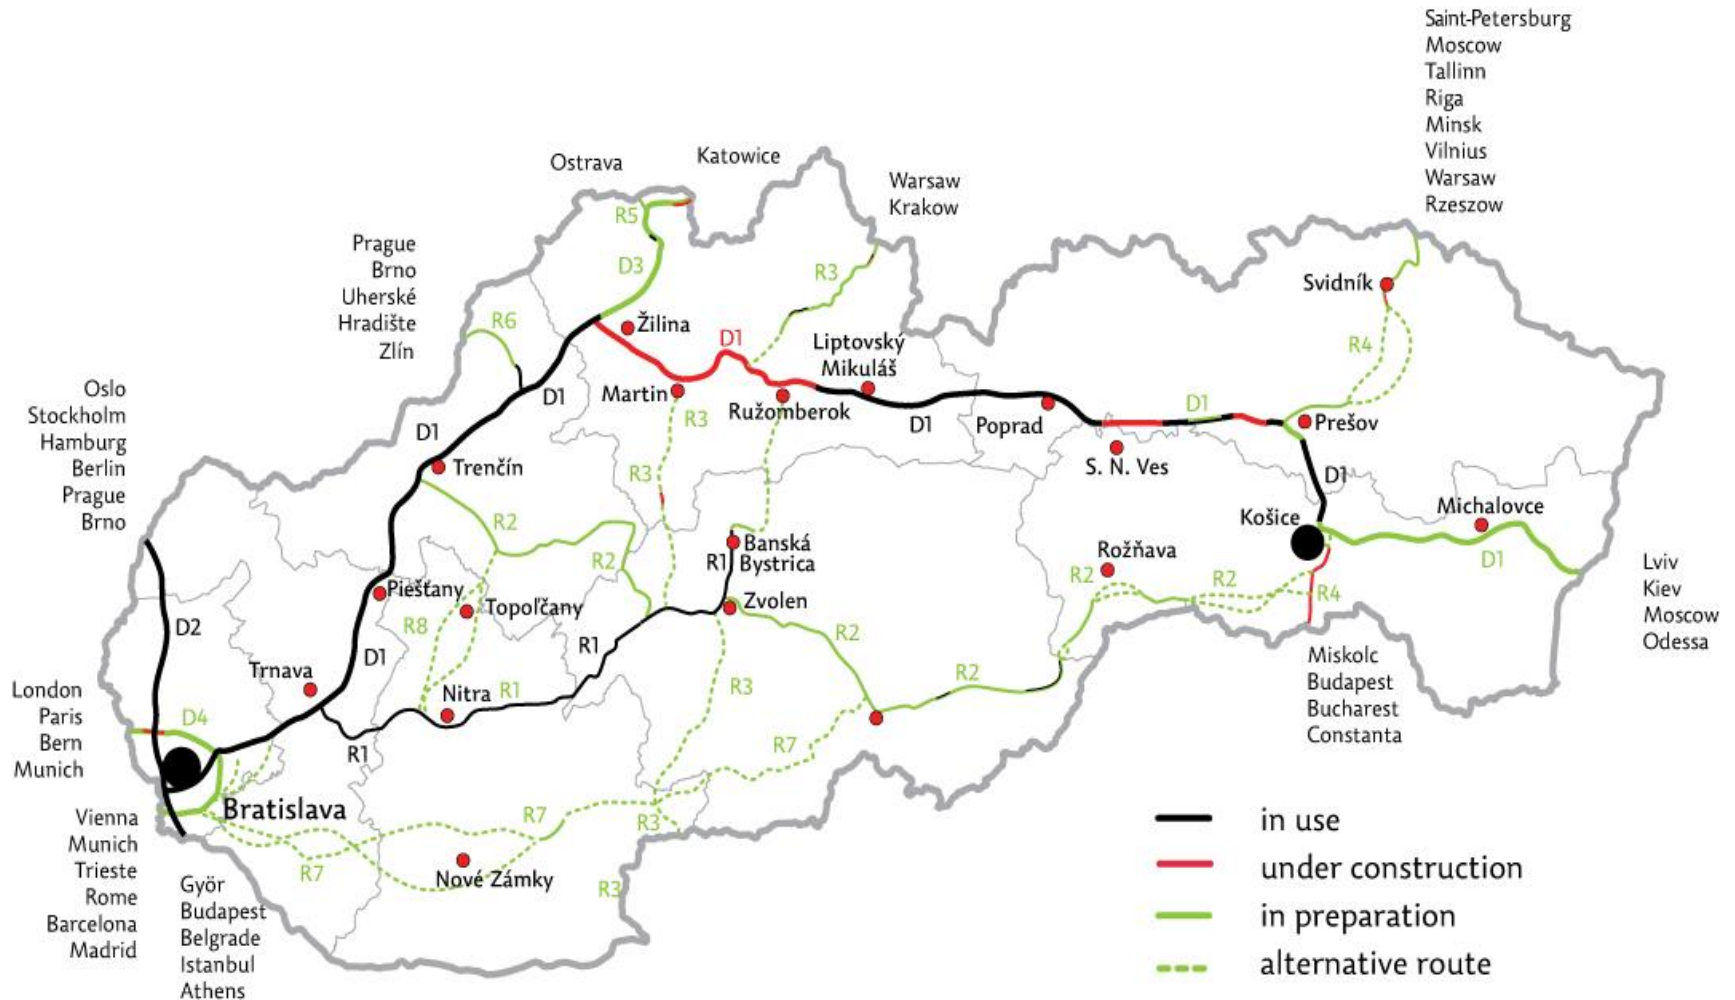 Saint-Petersburg
Moscow
Tallinn
Riga
Minsk
Vilnius
Warsaw
Rzeszow
Ostrava
Katowice
Warsaw
Krakow
Prague
Brno
Uherské
Hradište
Zlín
Oslo
Stockholm
Hamburg
Berlin
Prague
Brno
London
Paris
Bern
Munich
Vienna
Munich
Trieste
Rome
Barcelona
Madrid
Györ
Budapest
Belgrade
Istanbul
Athens
Miskolc
Budapest
Bucharest
Constanta
Lviv
Kiev
Moscow
Odessa
R5
D3
R3
R6
Žilina
D1
Liptovský
Mikuláš
Svidník
R4
D1
Martin
Ružomberok
R3
D1
Poperad
D1
Prešov
D1
Trenčín
R3
S. N. Ves
D1
Košice
Michalovce
R2
R2
R1
Banská
Bystrica
Rožňava
R2
R2
R4
D1
Piešťany
Topoľčany
Zvolen
D2
R8
D1
R1
R2
Trnava
Nitra
R1
R3
R2
D4
R1
R7
Bratislava
R7
R3
R7
Nové Zámky
R3
in use
under construction
in preparation
alternative route